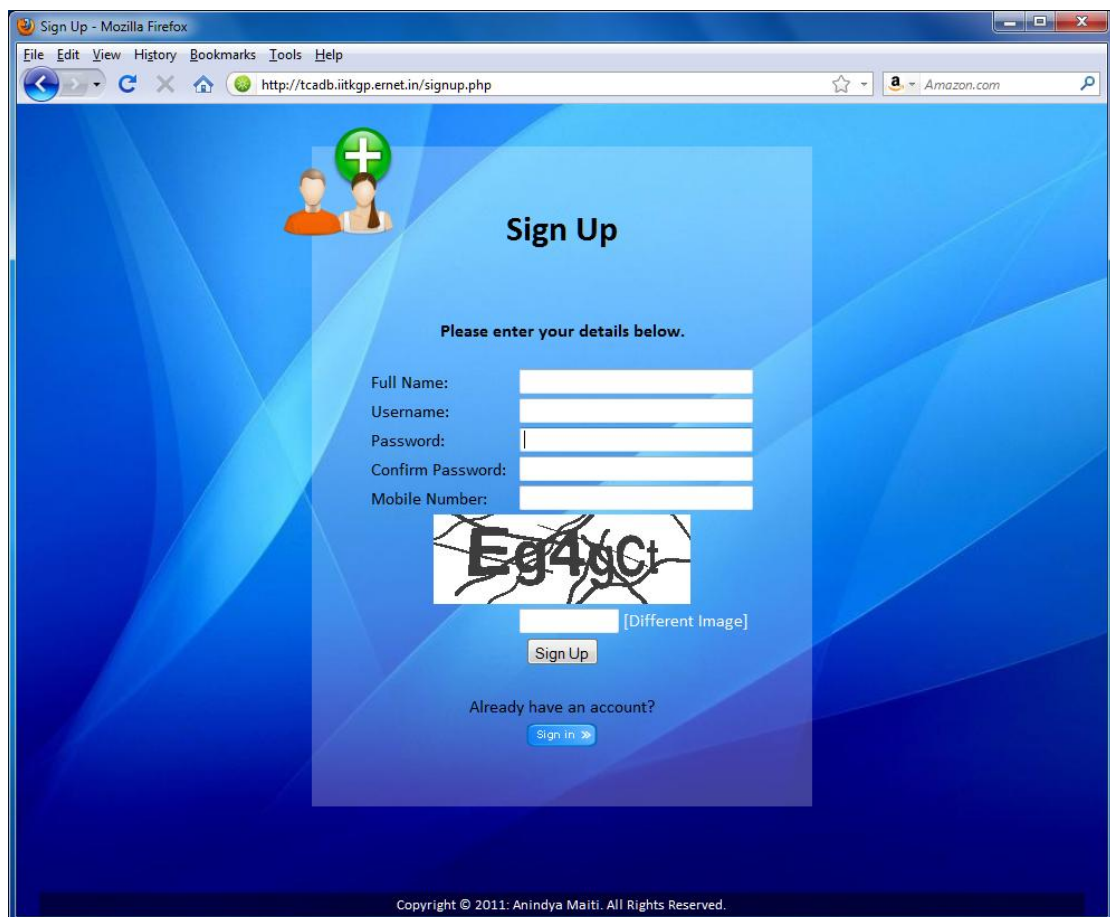 Sign Up - Mozilla Firefox
File Edit View History Bookmarks Tools Help
http://tcadb.iitkgp.ernet.in/signup.php
a Amazon.com
Sign Up
Please enter your details below.
Full Name:
Username:
Password:
Confirm Password:
Mobile Number:
Eg4gCt
[Different Image]
Sign Up
Already have an account?
Sign in »
Copyright © 2011: Anindya Maiti. All Rights Reserved.